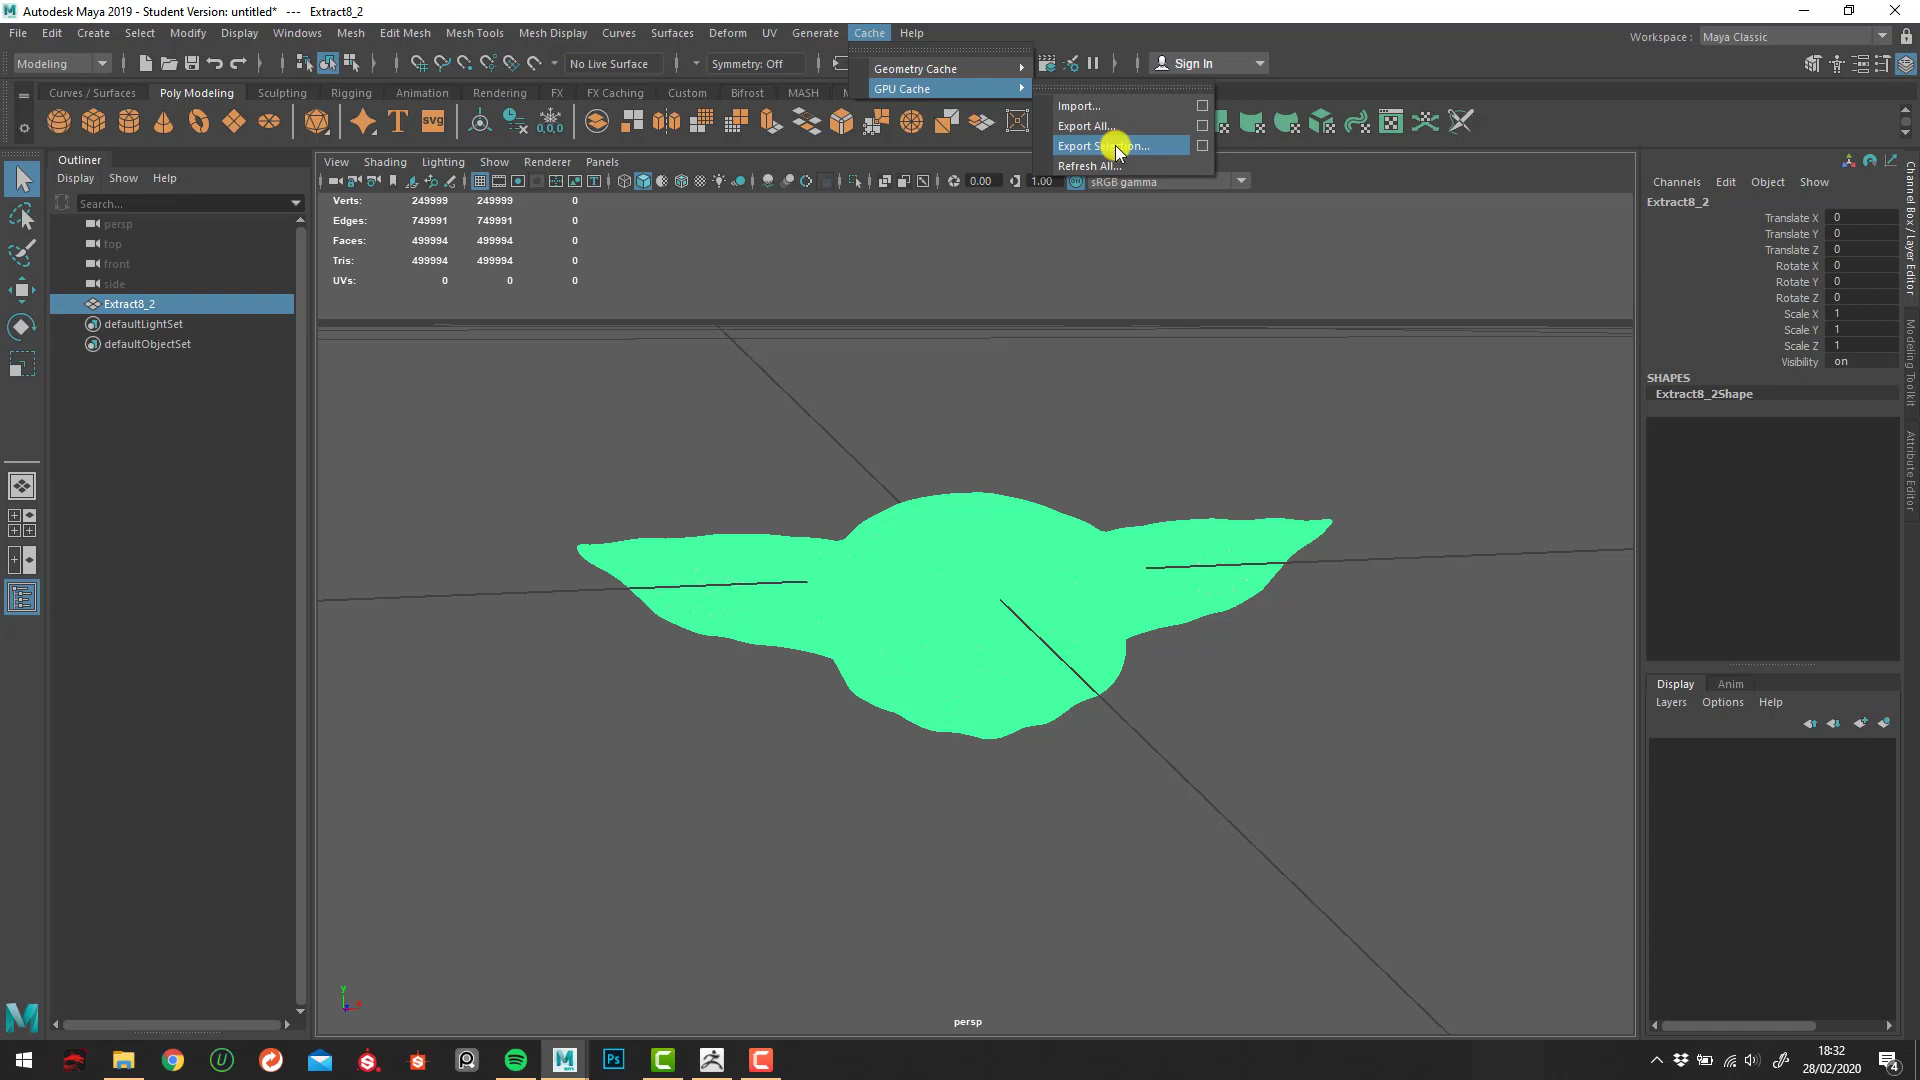 Autodesk Maya 2019 - Student Version: untitled*   ---   Extract8_2
File Edit Create Select Modify Display Windows Mesh Edit Mesh Mesh Tools Mesh Display Curves Surfaces Deform UV Generate Cache Help
Workspace : Maya Classic
Modeling No Live Surface Symmetry: Off Sign In
Geometry Cache
GPU Cache
Import...
Export All...
Export Selection...
Refresh All...
Curves / Surfaces Poly Modeling Sculpting Rigging Animation Rendering FX FX Caching Custom Bifrost MASH
T svg 0,0,0
Outliner
Display Show Help
Search...
persp
top
front
side
Extract8_2
defaultLightSet
defaultObjectSet
View Shading Lighting Show Renderer Panels
0.00 1.00 sRGB gamma
Verts: 249999 249999 0
Edges: 749991 749991 0
Faces: 499994 499994 0
Tris: 499994 499994 0
UVs: 0 0 0
y
persp
Channels Edit Object Show
Extract8_2
Translate X 0
Translate Y 0
Translate Z 0
Rotate X 0
Rotate Y 0
Rotate Z 0
Scale X 1
Scale Y 1
Scale Z 1
Visibility on
SHAPES
Extract8_2Shape
Display Anim
Layers Options Help
Channel Box / Layer Editor
Modeling Toolkit
Attribute Editor
Ps
18:32
28/02/2020
4